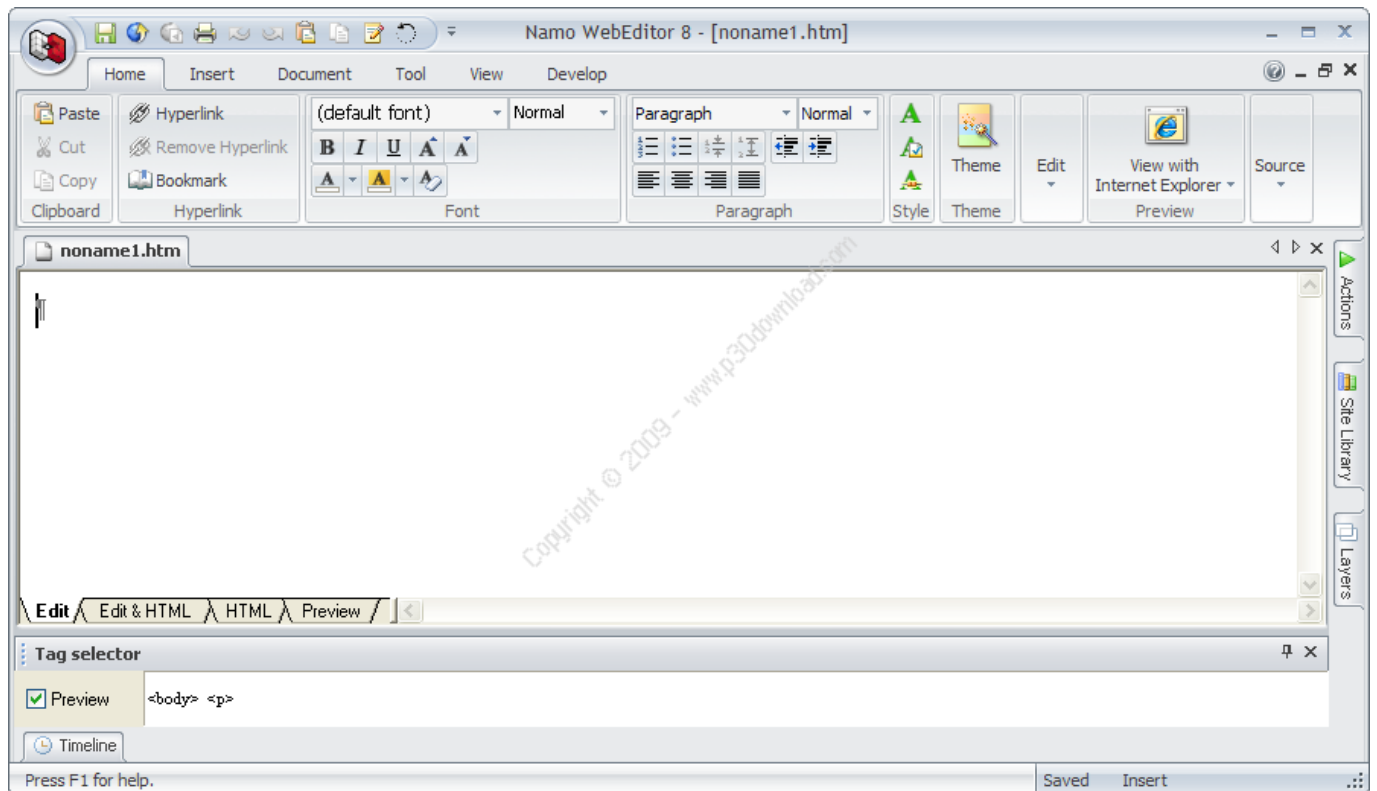 Namo WebEditor 8 - [noname1.htm]
Home Insert Document Tool View Develop
Paste Hyperlink (default font) Normal Paragraph Normal
Cut Remove Hyperlink B I U A A Theme Edit View with Source
Copy Bookmark A A Internet Explorer
Clipboard Hyperlink Font Paragraph Style Theme Preview
noname1.htm
Actions
Site Library
Layers
Copyright © 2009 - www.p30download.com
Edit Edit & HTML HTML Preview
Tag selector
Preview <body> <p>
Timeline
Press F1 for help. Saved Insert